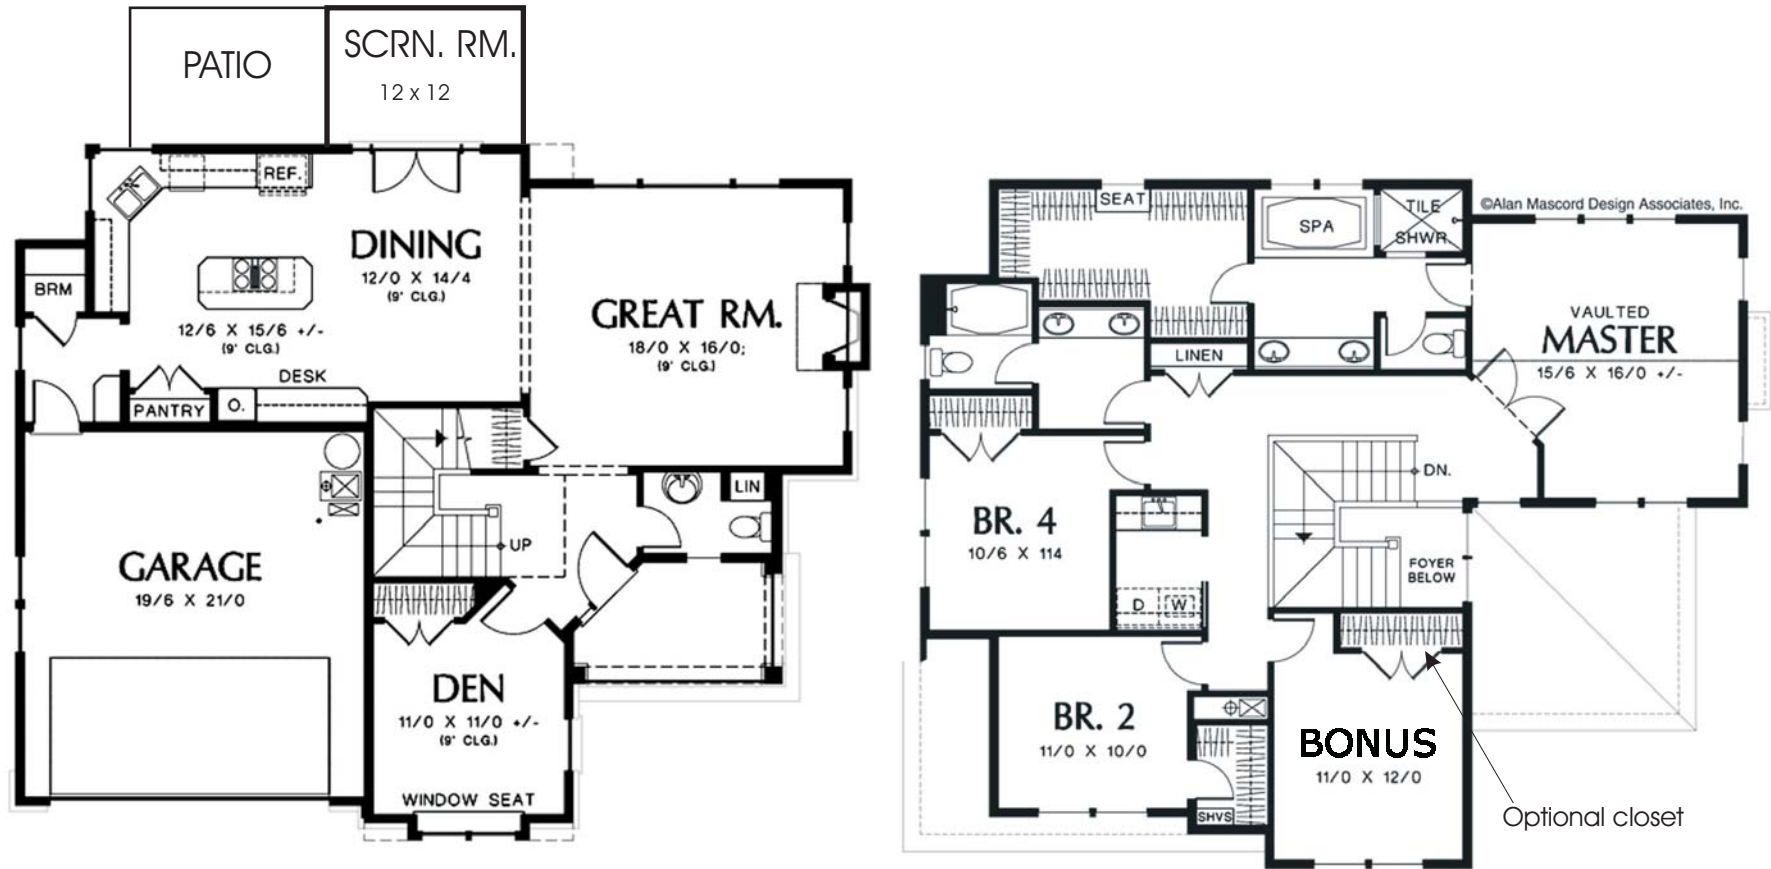 PATIO
SCRN. RM.
12 x 12
REF.
DINING
12/0 X 14/4
(9' CLG.)
BRM
12/6 X 15/6 +/-
(9' CLG.)
GREAT RM.
18/0 X 16/0;
(9' CLG.)
DESK
PANTRY
O.
LIN
UP
GARAGE
19/6 X 21/0
DEN
11/0 X 11/0 +/-
(9' CLG.)
WINDOW SEAT
SEAT
SPA
TILE
SHWR.
©Alan Mascord Design Associates, Inc.
VAULTED
MASTER
15/6 X 16/0 +/-
LINEN
DN.
BR. 4
10/6 X 114
FOYER
BELOW
D
W
BR. 2
11/0 X 10/0
BONUS
11/0 X 12/0
SHVS
Optional closet